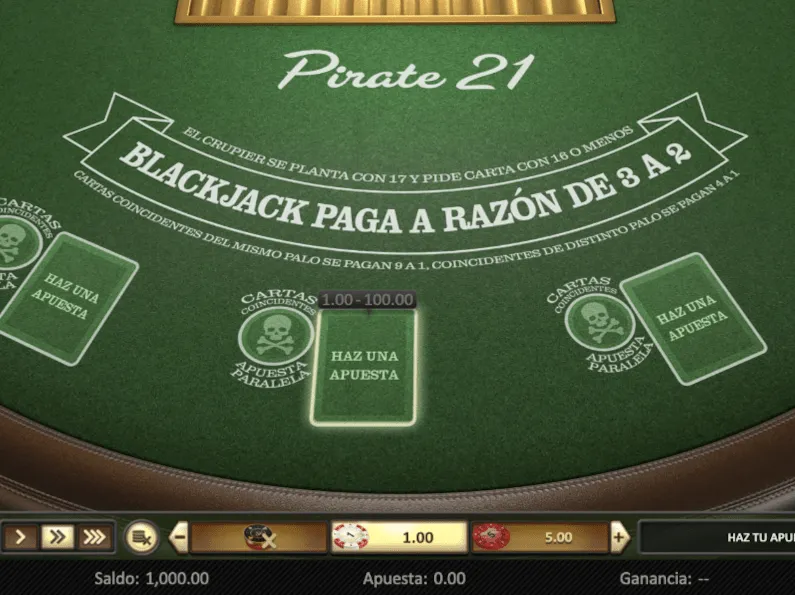 Pirate 21
EL CRUPIER SE PLANTA CON 17 Y PIDE CARTA CON 16 O MENOS
BLACKJACK PAGA A RAZÓN DE 3 A 2
CARTAS COINCIDENTES DEL MISMO PALO SE PAGAN 9 A 1, COINCIDENTES DE DISTINTO PALO SE PAGAN 4 A 1
CARTAS
COINCIDENTES
HAZ UNA
APUESTA
CARTAS
COINCIDENTES
APUESTA
PARALELA
1.00 - 100.00
HAZ UNA
APUESTA
CARTAS
COINCIDENTES
APUESTA
PARALELA
HAZ UNA
APUESTA
1.00
5.00
HAZ TU
Saldo: 1,000.00
Apuesta: 0.00
Ganancia: --